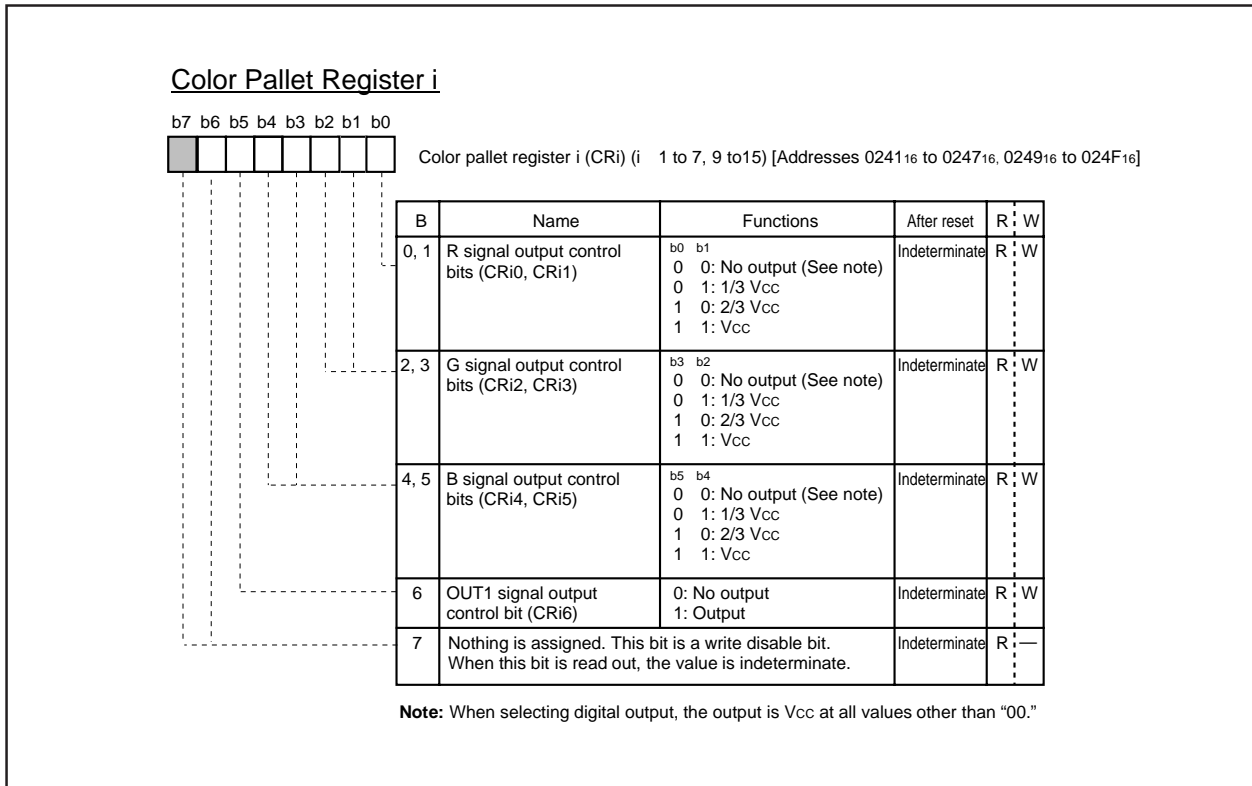 Color Pallet Register i
b7 b6 b5 b4 b3 b2 b1 b0
Color pallet register i (CRi) (i 1 to 7, 9 to15) [Addresses 0241₁₆ to 0247₁₆, 0249₁₆ to 024F₁₆]
B Name Functions After reset R W
0, 1 R signal output control bits (CRi0, CRi1)
b0 b1
0 0: No output (See note)
0 1: 1/3 VCC
1 0: 2/3 VCC
1 1: VCC
Indeterminate R W
2, 3 G signal output control bits (CRi2, CRi3)
b3 b2
0 0: No output (See note)
0 1: 1/3 VCC
1 0: 2/3 VCC
1 1: VCC
Indeterminate R W
4, 5 B signal output control bits (CRi4, CRi5)
b5 b4
0 0: No output (See note)
0 1: 1/3 VCC
1 0: 2/3 VCC
1 1: VCC
Indeterminate R W
6 OUT1 signal output control bit (CRi6)
0: No output
1: Output
Indeterminate R W
7 Nothing is assigned. This bit is a write disable bit.
When this bit is read out, the value is indeterminate.
Indeterminate R —
Note: When selecting digital output, the output is VCC at all values other than “00.”